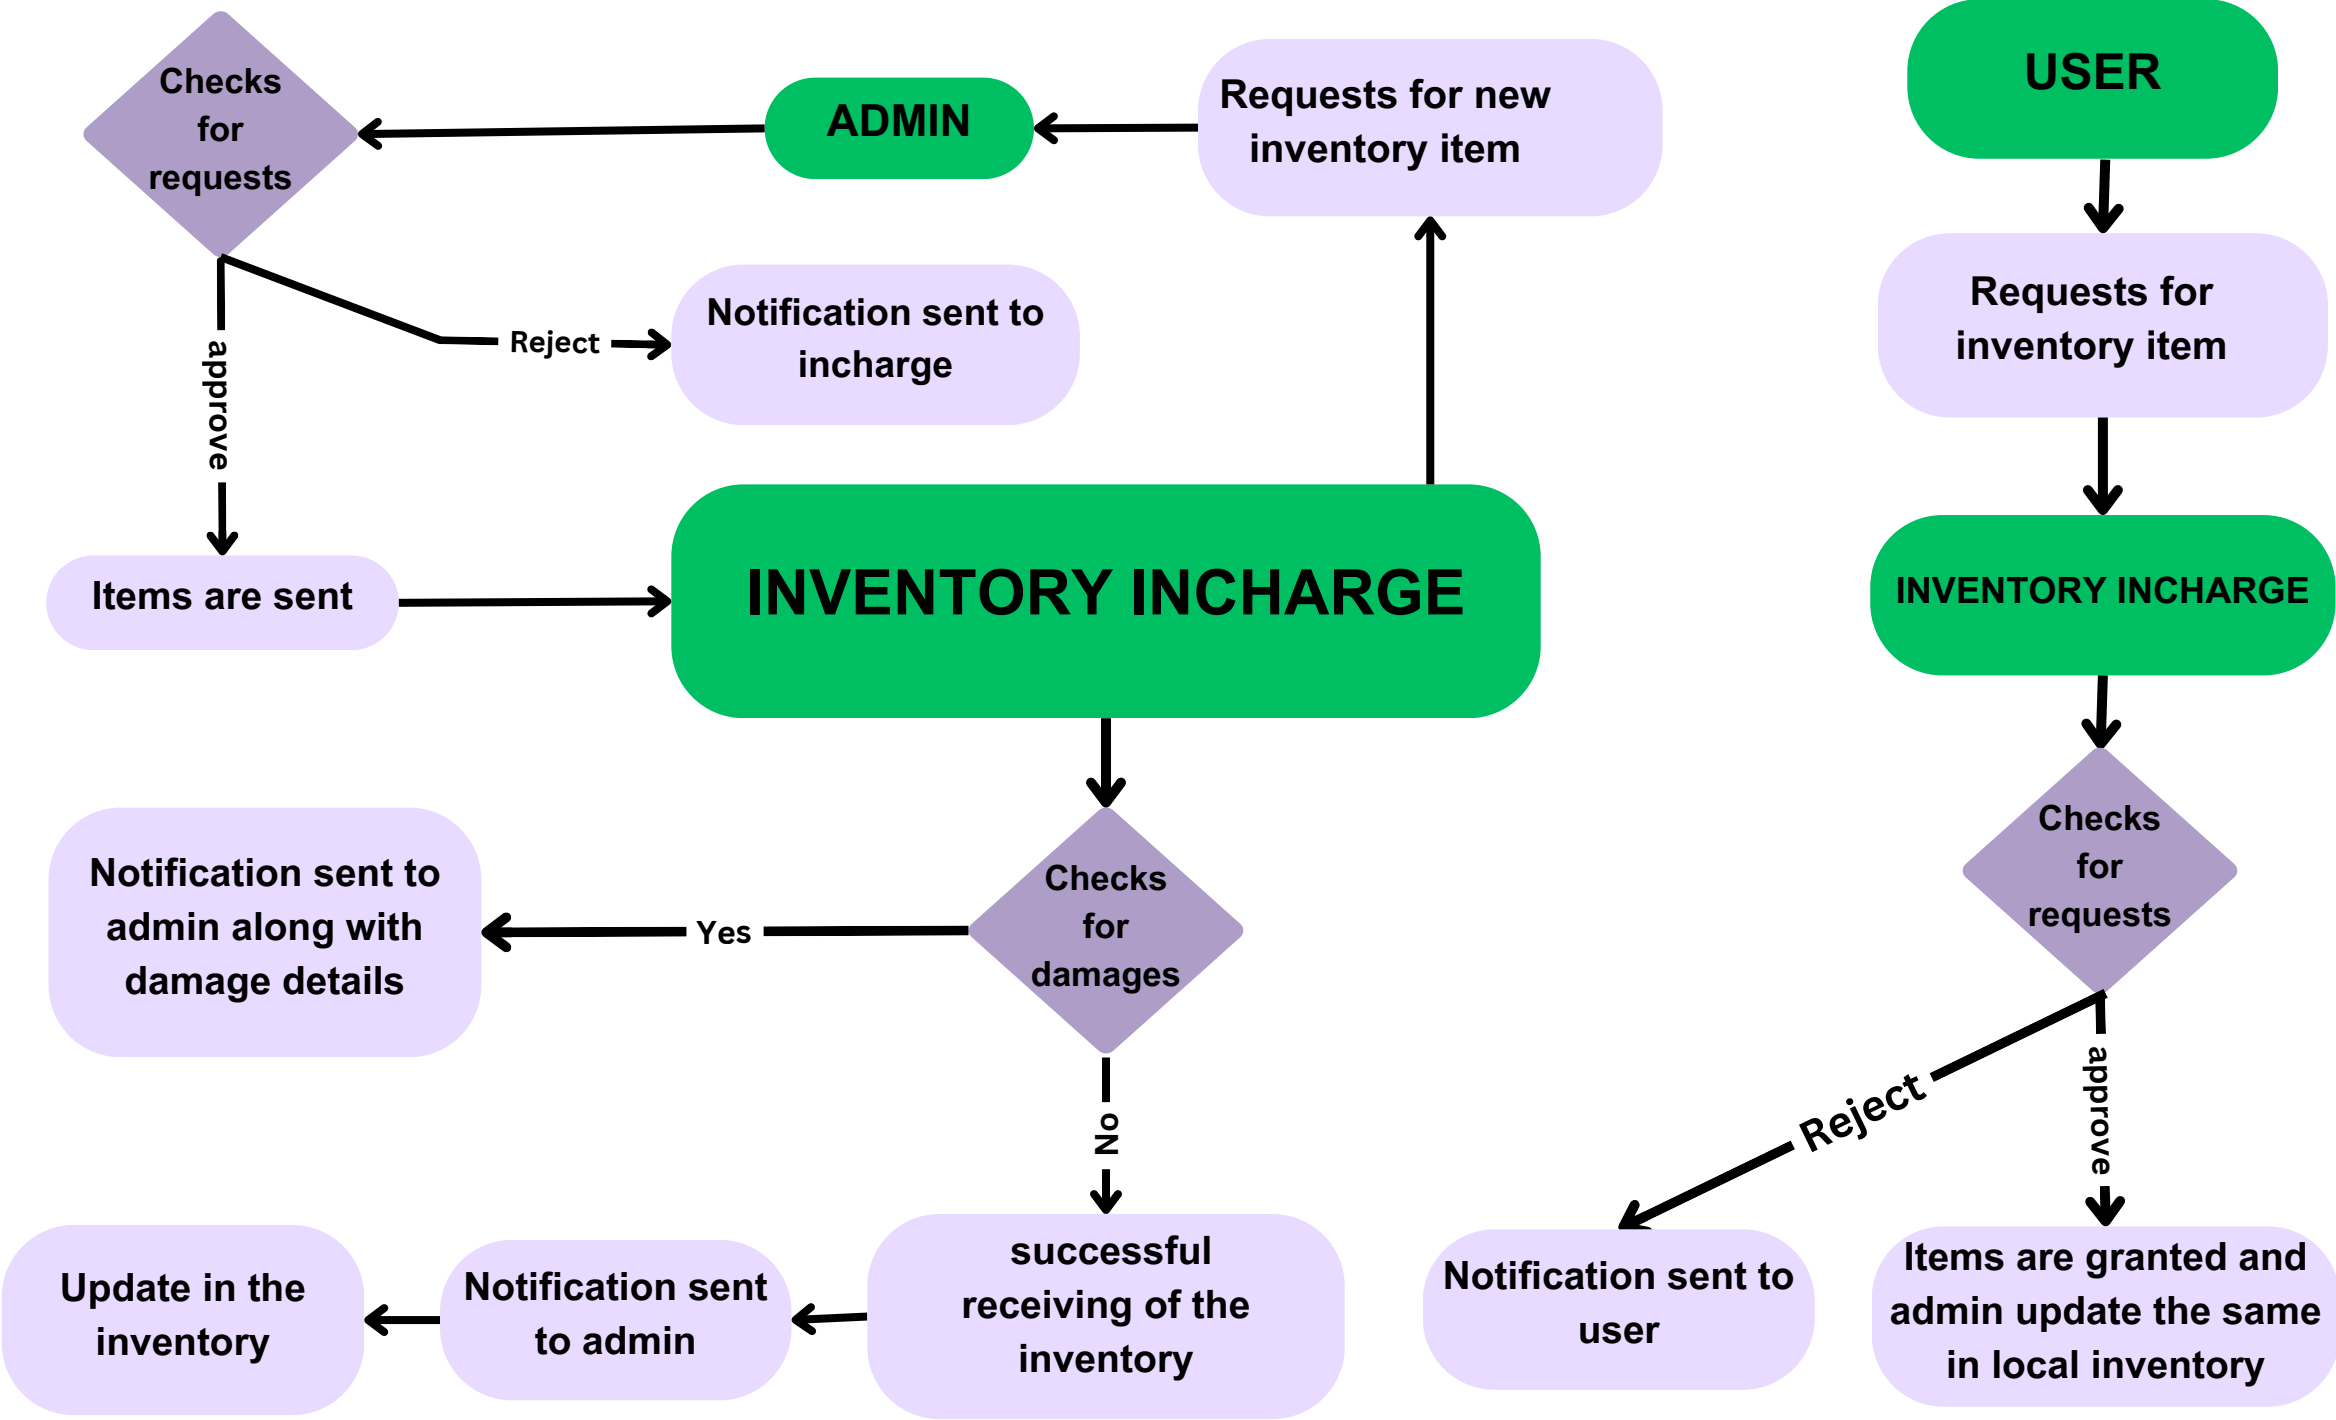 Checks
for
requests
ADMIN
Requests for new
inventory item
USER
Requests for
inventory item
Reject
Notification sent to
incharge
approve
Items are sent
INVENTORY INCHARGE
INVENTORY INCHARGE
Checks
for
requests
Checks
for
damages
Yes
Notification sent to
admin along with
damage details
No
Reject
approve
successful
receiving of the
inventory
Notification sent
to admin
Update in the
inventory
Notification sent to
user
Items are granted and
admin update the same
in local inventory